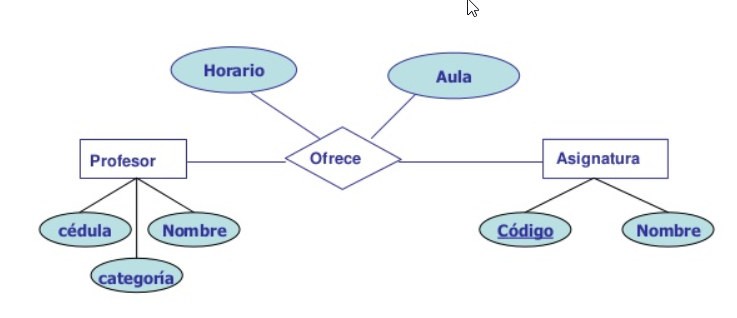 Horario
Aula
Profesor
Ofrece
Asignatura
cédula
Nombre
Código
Nombre
categoría